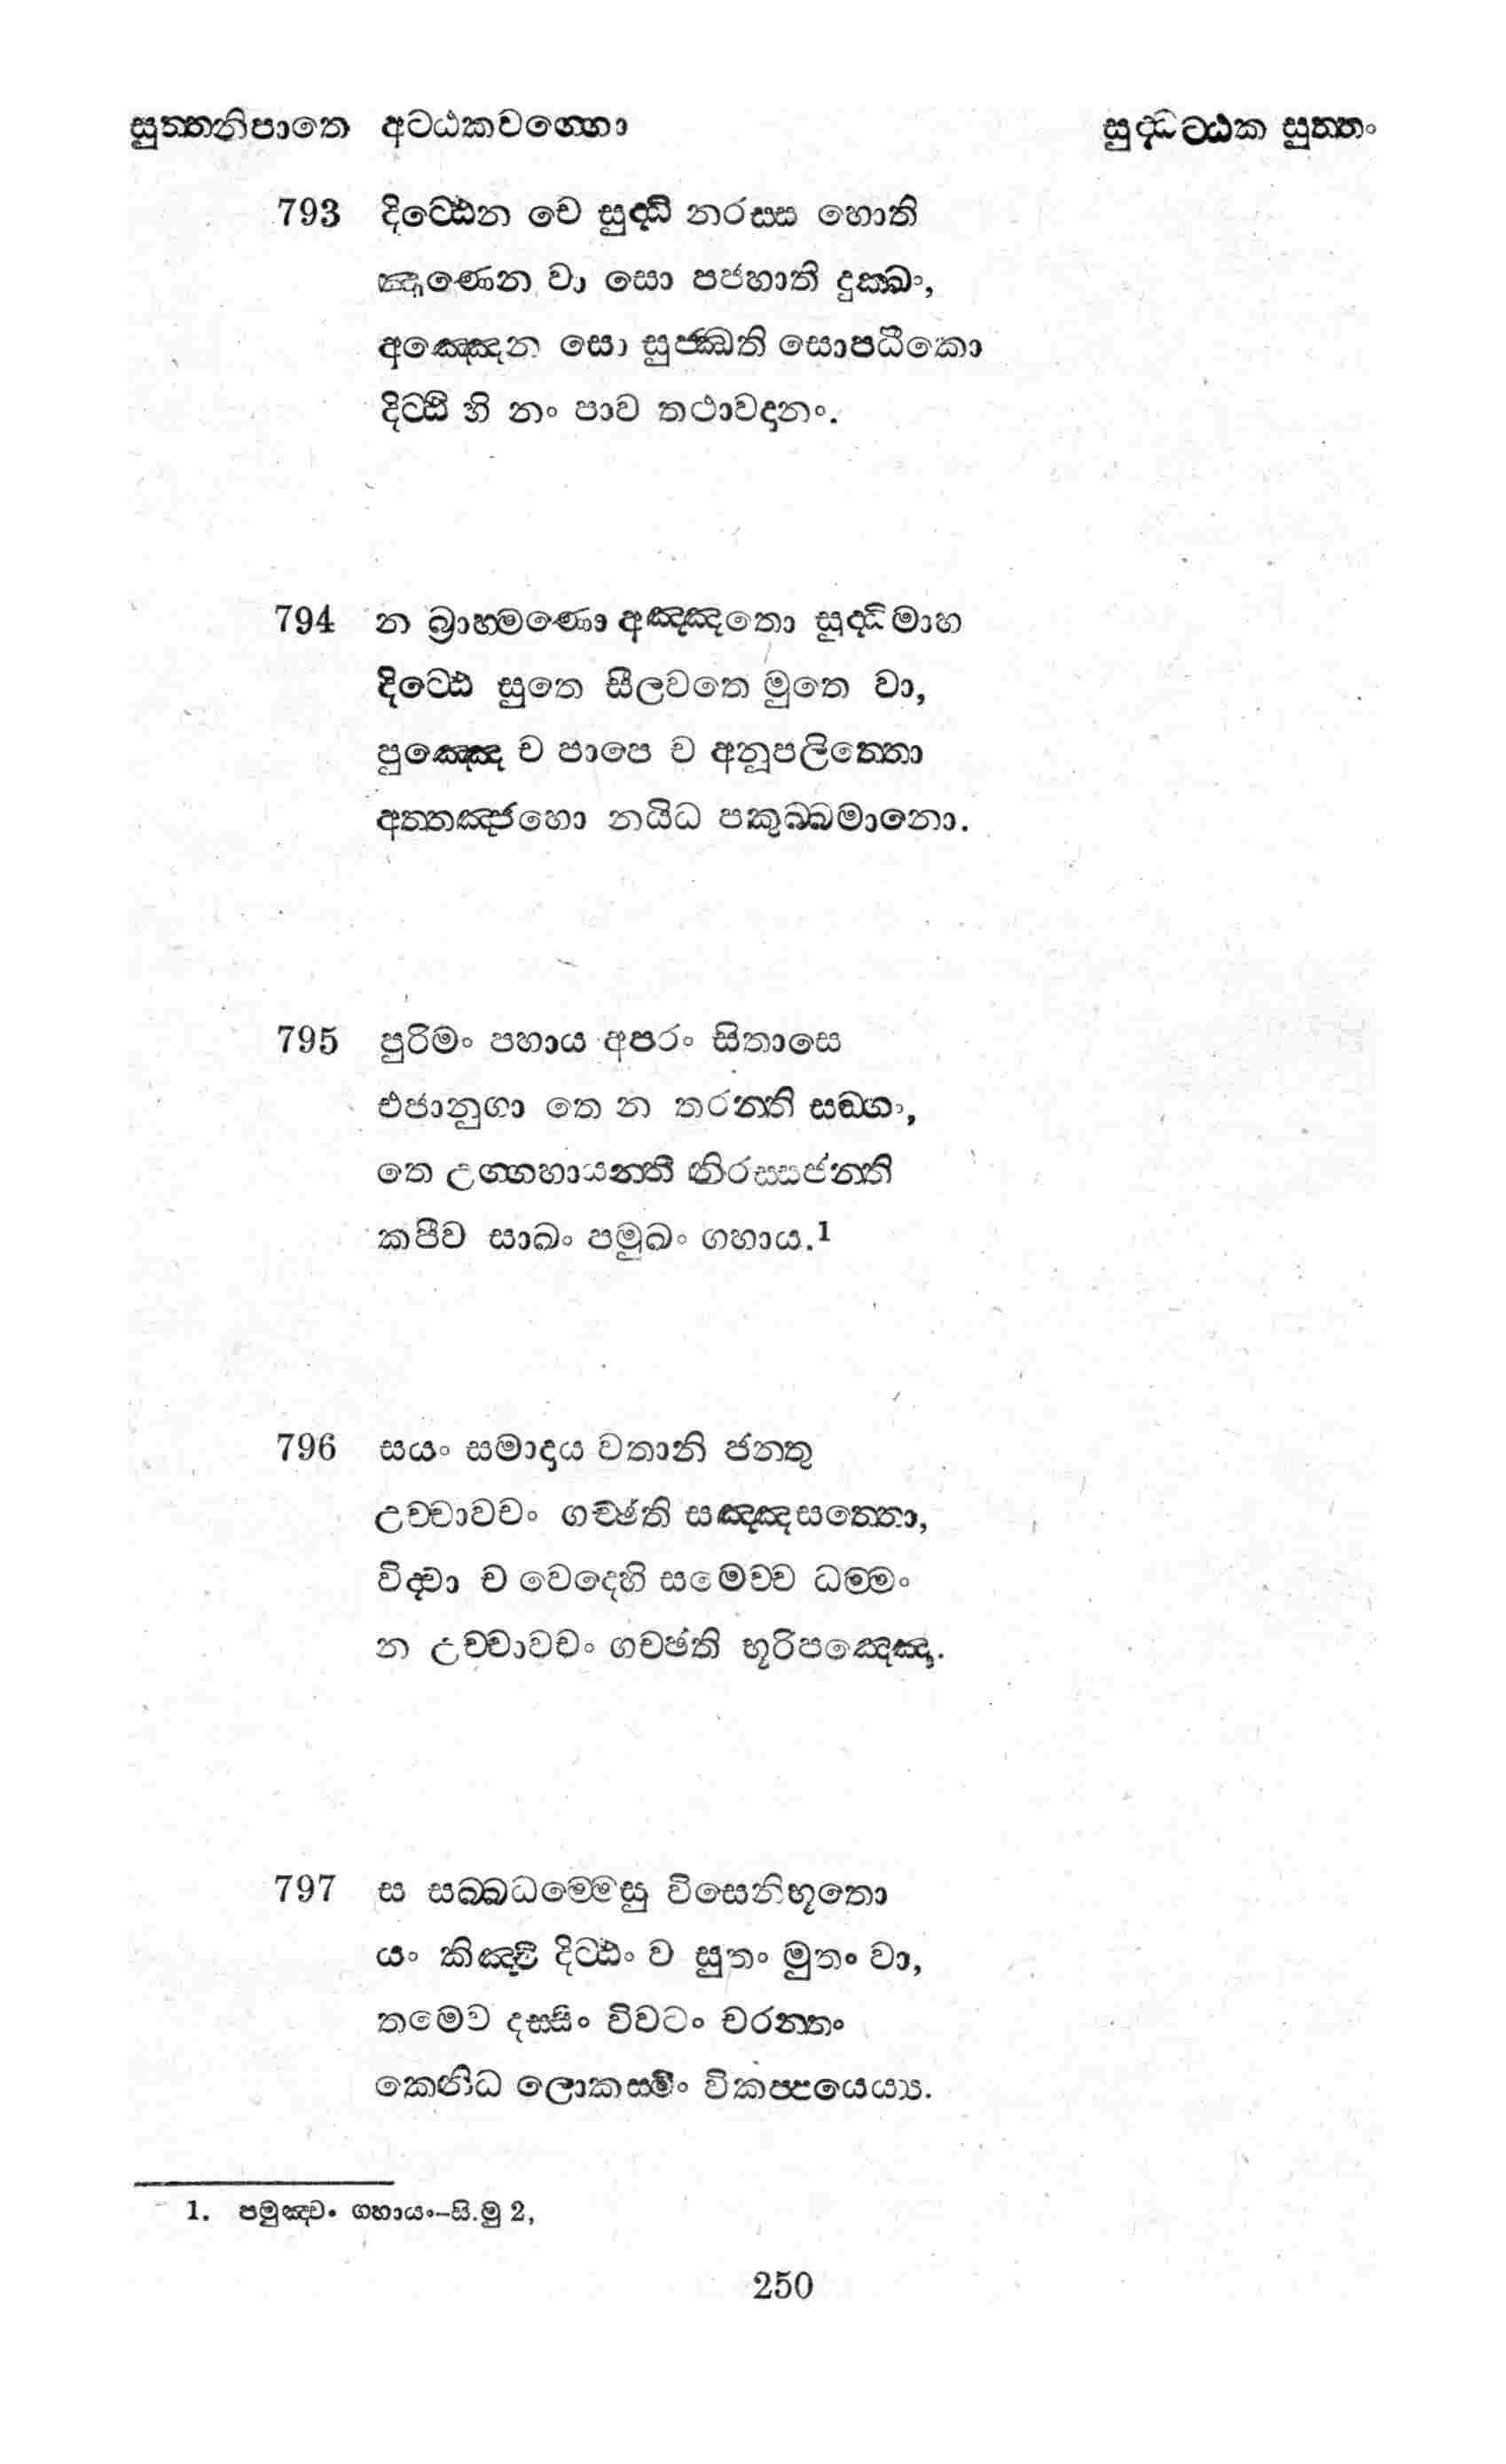 සුත්තනිපාතෙ අට්ඨකවග්ගො සුද්ධට්ඨක සුත්තං
793 දිට්ඨෙන චෙ සුද්ධි නරස්ස හොති
ඤාණෙන වා සො පජහාති දුක්ඛං,
අඤ්ඤෙන සො සුජ්ඣති සොපධීකො
දිට්ඨි හි නං පාව තථාවදානං.
794 න බ්‍රාහ්මණො අඤ්ඤතො සුද්ධිමාහ
දිට්ඨෙ සුතෙ සීලවතෙ මුතෙ වා,
පුඤ්ඤෙ ච පාපෙ ච අනූපලිත්තො
අත්තඤ්ජහො නයිධ පකුබ්බමානො.
795 පුරිමං පහාය අපරං සිතාසෙ
එජානුගා තෙ න තරන්ති සඞ්ගං,
තෙ උග්ගහායන්තී නිරස්සජන්ති
කපීව සාඛං පමුඛං ගහාය.1
796 සයං සමාදාය වතානි ජන්තු
උච්චාවචං ගච්ඡති සඤ්ඤසත්තො,
විද්වා ච වෙදෙහි සමෙච්ච ධම්මං
න උච්චාවචං ගච්ඡති භූරිපඤ්ඤො.
797 ස සබ්බධම්මෙසු විසෙනිභූතො
යං කිඤ්චි දිට්ඨං ව සුතං මුතං වා,
තමෙව දස්සිං විවටං චරන්තං
කෙනීධ ලොකස්මිං විකප්පයෙය්‍ය.
1. පමුඤ්චං ගහායං-සි.මු 2,
250